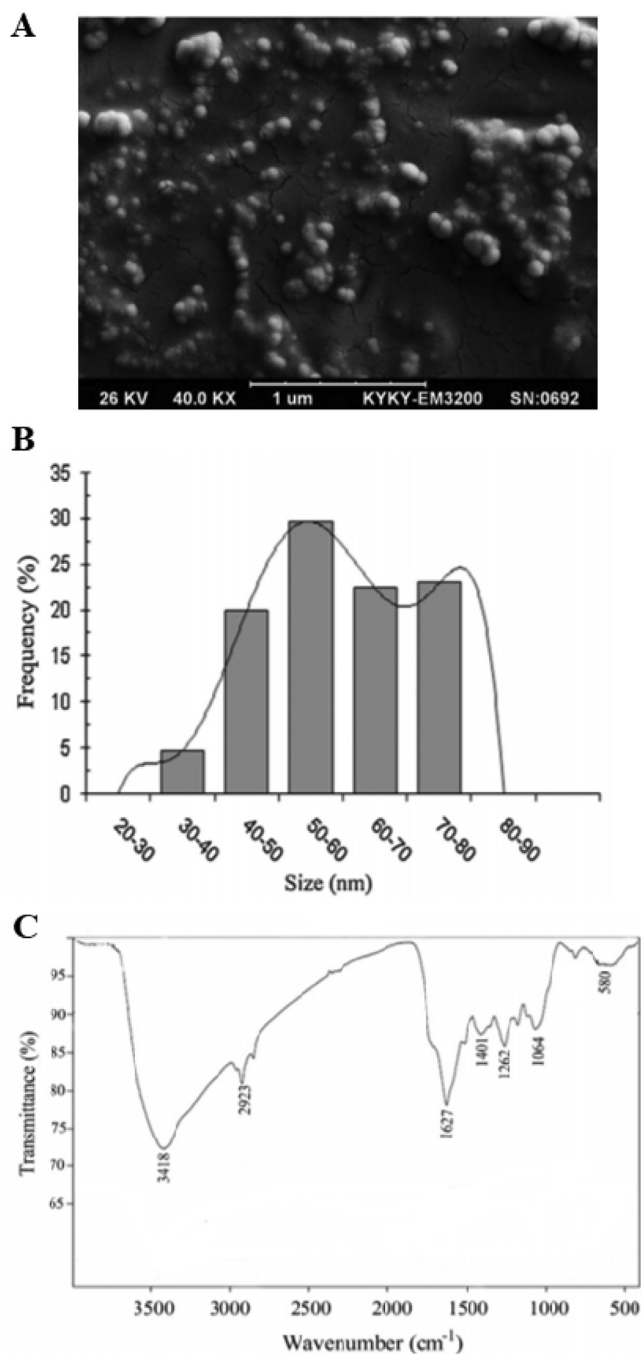 A
26 KV 40.0 KX 1 um KYKY-EM3200 SN:0692
B
35
30
25
20
15
10
5
0
Frequency (%)
20-30 30-40 40-50 50-60 60-70 70-80 80-90
Size (nm)
C
95
90
85
80
75
70
65
Transmittance (%)
3418
2923
1627
1401
1262
1064
580
3500 3000 2500 2000 1500 1000 500
Wavenumber (cm⁻¹)